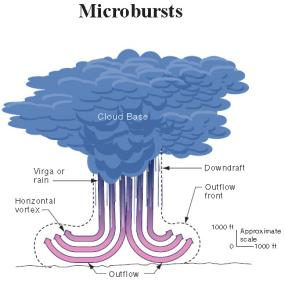 Microbursts
Cloud Base
Virga or
rain
Downdraft
Horizontal
vortex
Outflow
front
1000 ft
Approximate
scale
0
1000 ft
Outflow